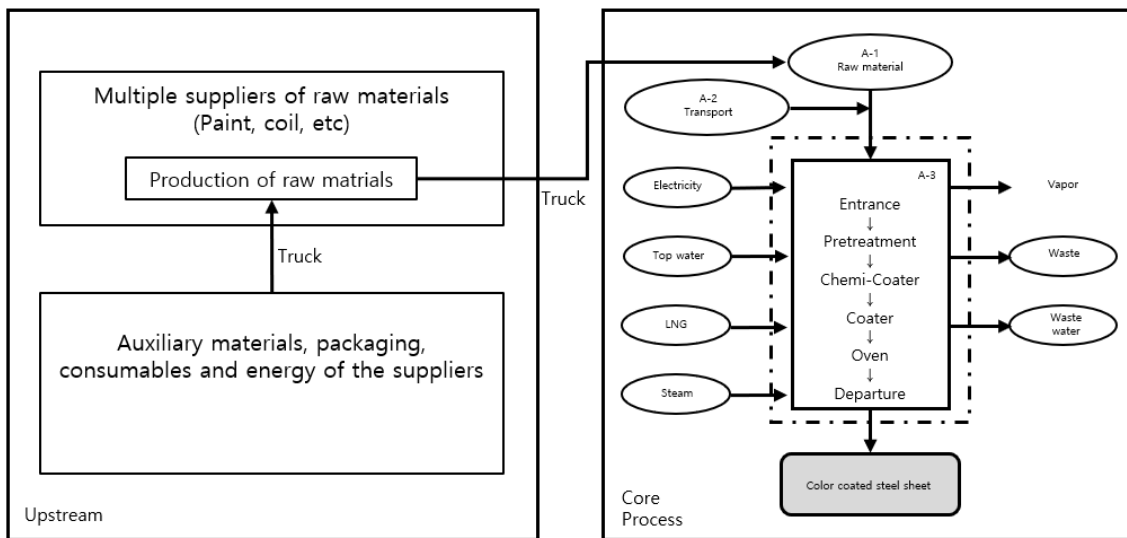 Multiple suppliers of raw materials
(Paint, coil, etc)
Production of raw matrials
Truck
Auxiliary materials, packaging,
consumables and energy of the suppliers
Upstream
Truck
A-1
Raw material
A-2
Transport
Electricity
Top water
LNG
Steam
A-3
Entrance
↓
Pretreatment
↓
Chemi-Coater
↓
Coater
↓
Oven
↓
Departure
Vapor
Waste
Waste
water
Color coated steel sheet
Core
Process